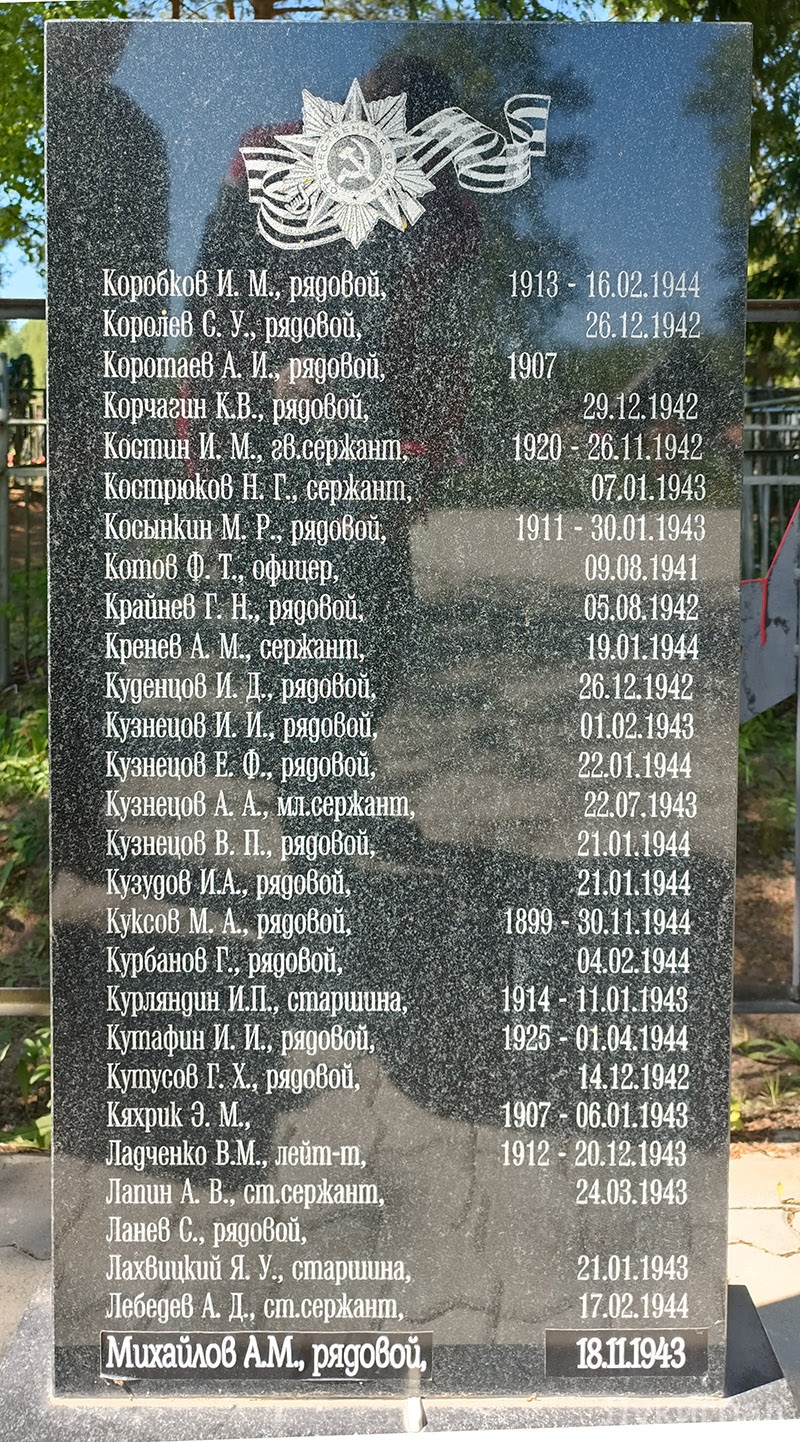 Коробков И. М., рядовой, 1913 - 16.02.1944
Королев С. У., рядовой, 26.12.1942
Коротаев А. И., рядовой, 1907
Корчагин К.В., рядовой, 29.12.1942
Костин И. М., гв.сержант, 1920 - 26.11.1942
Кострюков Н. Г., сержант, 07.01.1943
Косынкин М. Р., рядовой, 1911 - 30.01.1943
Котов Ф. Т., офицер, 09.08.1941
Крайнев Г. Н., рядовой, 05.08.1942
Кренев А. М., сержант, 19.01.1944
Куденцов И. Д., рядовой, 26.12.1942
Кузнецов И. И., рядовой, 01.02.1943
Кузнецов Е. Ф., рядовой, 22.01.1944
Кузнецов А. А., мл.сержант, 22.07.1943
Кузнецов В. П., рядовой, 21.01.1944
Кузудов И.А., рядовой, 21.01.1944
Куксов М. А., рядовой, 1899 - 30.11.1944
Курбанов Г., рядовой, 04.02.1944
Курляндин И.П., старшина, 1914 - 11.01.1943
Кутафин И. И., рядовой, 1925 - 01.04.1944
Кутусов Г. Х., рядовой, 14.12.1942
Кяхрик Э. М., 1907 - 06.01.1943
Ладченко В.М., лейт-т, 1912 - 20.12.1943
Лапин А. В., ст.сержант, 24.03.1943
Ланев С., рядовой,
Лахвицкий Я. У., старшина, 21.01.1943
Лебедев А. Д., ст.сержант, 17.02.1944
Михайлов А.М., рядовой, 18.11.1943